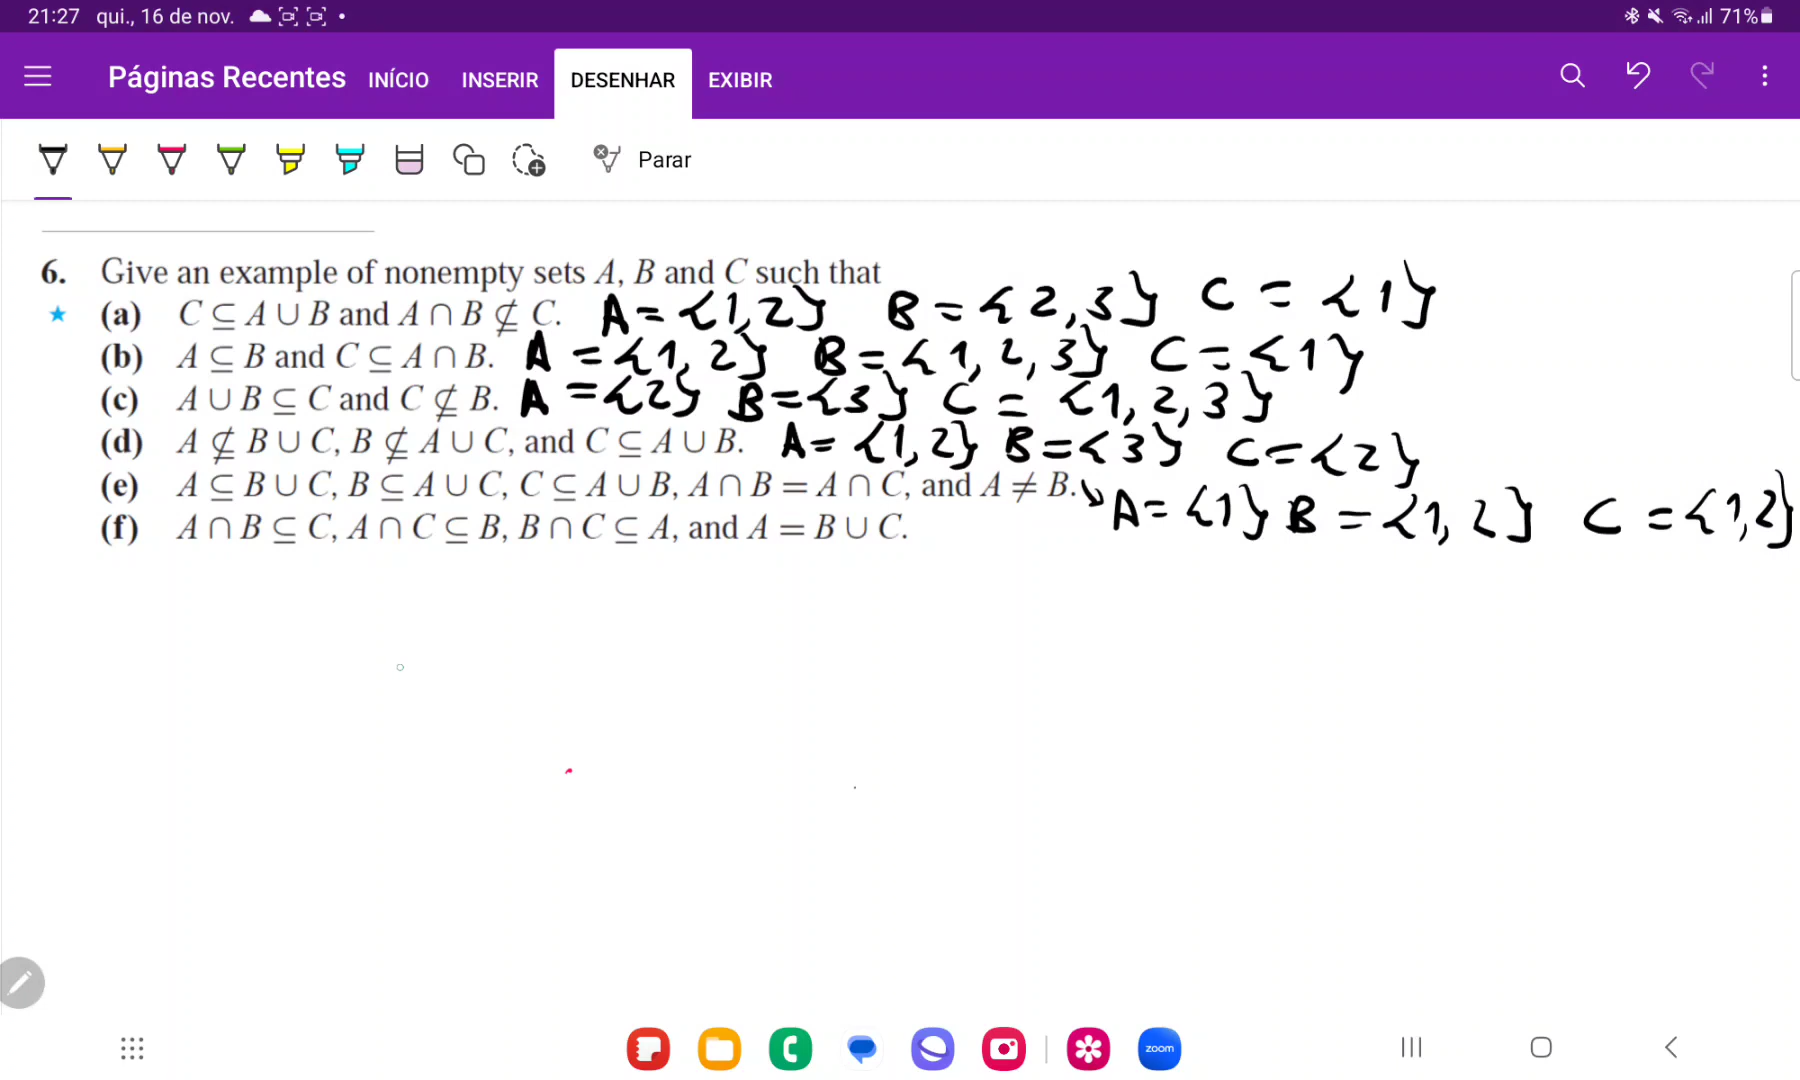 21:27 qui., 16 de nov. 71%
Páginas Recentes INÍCIO INSERIR DESENHAR EXIBIR
Parar
6. Give an example of nonempty sets A, B and C such that
(a) C ⊆ A ∪ B and A ∩ B ⊈ C. A = {1,2} B = {2,3} C = {1}
(b) A ⊆ B and C ⊆ A ∩ B. A = {1,2} B = {1,2,3} C = {1}
(c) A ∪ B ⊆ C and C ⊈ B. A = {2} B = {3} C = {1,2,3}
(d) A ⊈ B ∪ C, B ⊈ A ∪ C, and C ⊆ A ∪ B. A = {1,2} B = {3} C = {2}
(e) A ⊆ B ∪ C, B ⊆ A ∪ C, C ⊆ A ∪ B, A ∩ B = A ∩ C, and A ≠ B. A = {1} B = {1,2] C = {1,2}
(f) A ∩ B ⊆ C, A ∩ C ⊆ B, B ∩ C ⊆ A, and A = B ∪ C.
zoom